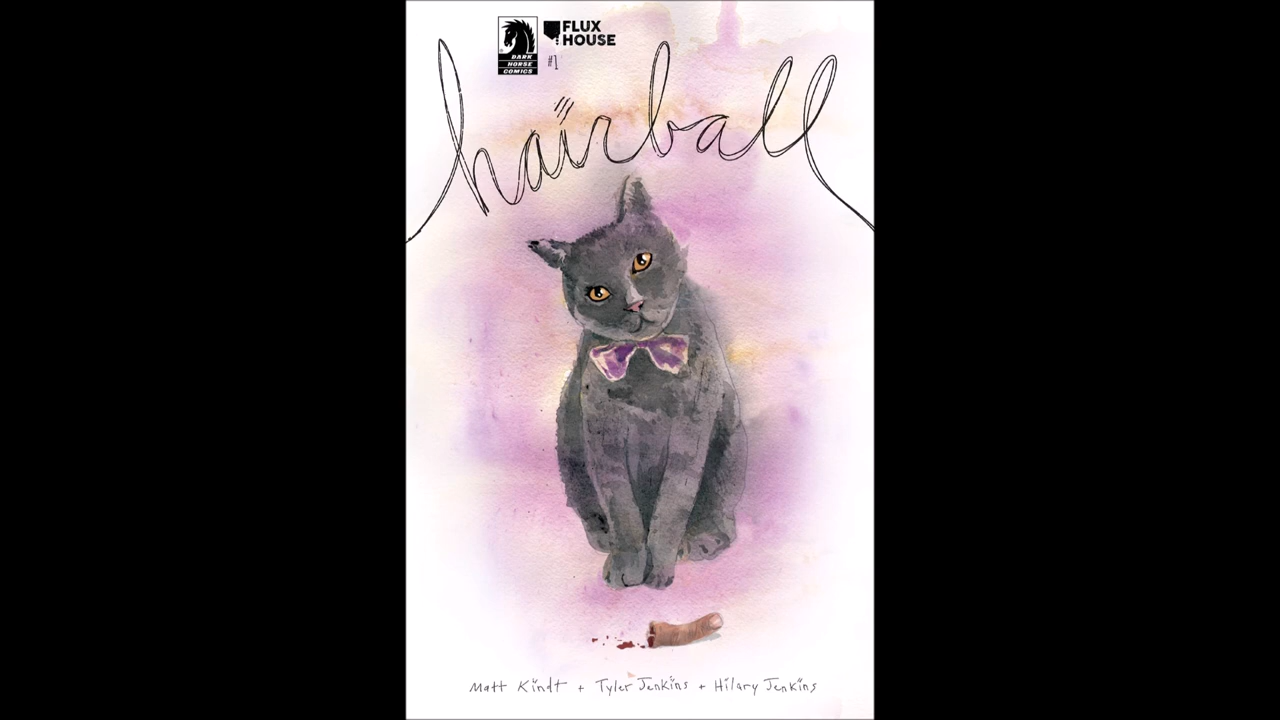 DARK
HORSE
COMICS
FLUX
HOUSE
#1
hairball
Matt Kindt + Tyler Jenkins + Hilary Jenkins